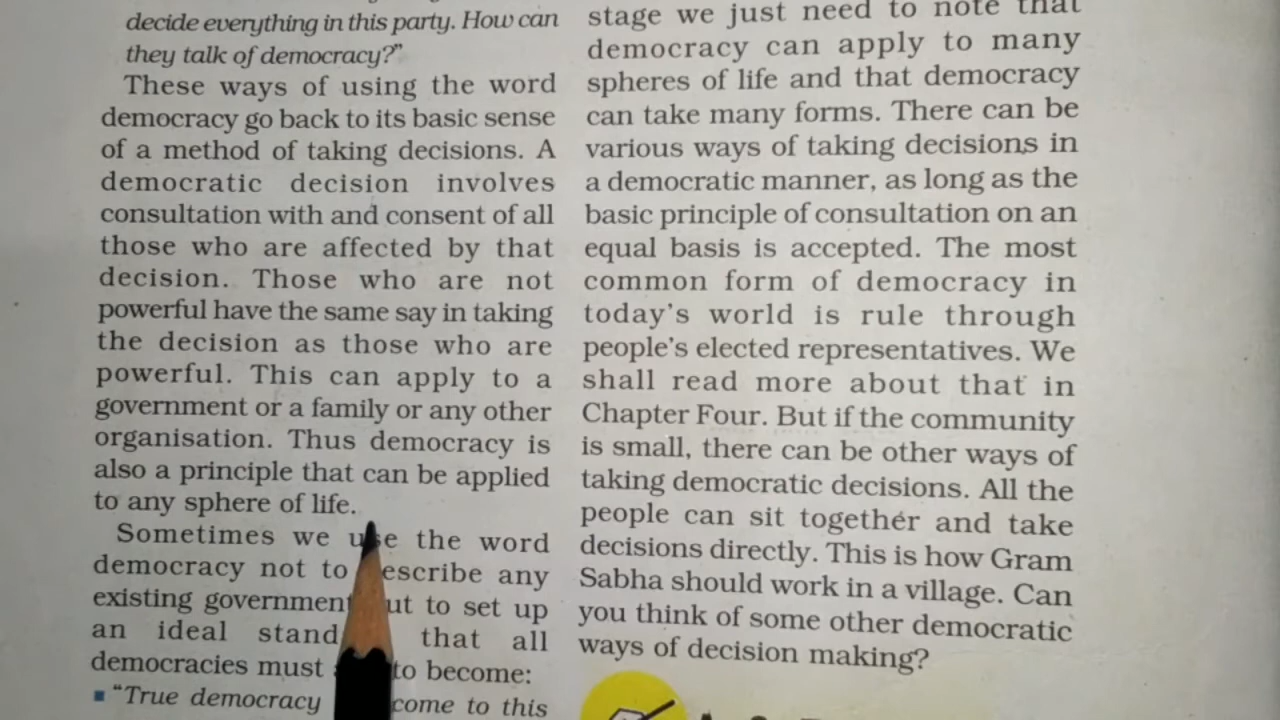 decide everything in this party. How can
they talk of democracy?"
These ways of using the word
democracy go back to its basic sense
of a method of taking decisions. A
democratic decision involves
consultation with and consent of all
those who are affected by that
decision. Those who are not
powerful have the same say in taking
the decision as those who are
powerful. This can apply to a
government or a family or any other
organisation. Thus democracy is
also a principle that can be applied
to any sphere of life.
Sometimes we use the word
democracy not to escribe any
existing government ut to set up
an ideal stand that all
democracies must to become:
▪ "True democracy come to this
stage we just need to note that
democracy can apply to many
spheres of life and that democracy
can take many forms. There can be
various ways of taking decisions in
a democratic manner, as long as the
basic principle of consultation on an
equal basis is accepted. The most
common form of democracy in
today's world is rule through
people's elected representatives. We
shall read more about that in
Chapter Four. But if the community
is small, there can be other ways of
taking democratic decisions. All the
people can sit together and take
decisions directly. This is how Gram
Sabha should work in a village. Can
you think of some other democratic
ways of decision making?